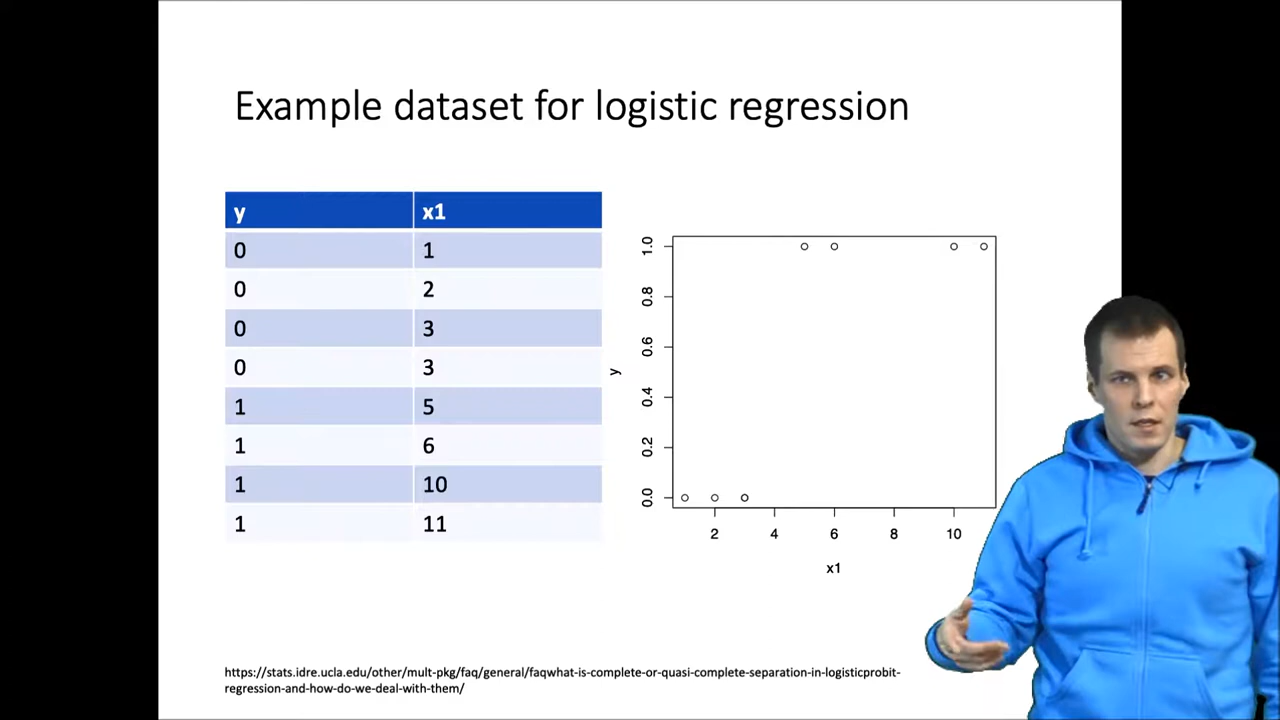 Example dataset for logistic regression
y x1
0 1
0 2
0 3
0 3
1 5
1 6
1 10
1 11
1.0
0.8
0.6
0.4
0.2
0.0
y
2 4 6 8 10
x1
https://stats.idre.ucla.edu/other/mult-pkg/faq/general/faqwhat-is-complete-or-quasi-complete-separation-in-logisticprobit-
regression-and-how-do-we-deal-with-them/